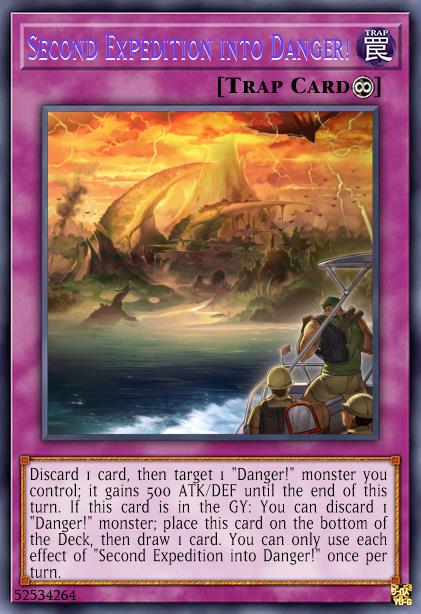 Second Expedition into Danger!
TRAP
罠
[Trap Card]
Discard 1 card, then target 1 "Danger!" monster you
control; it gains 500 ATK/DEF until the end of this
turn. If this card is in the GY: You can discard 1
"Danger!" monster; place this card on the bottom of
the Deck, then draw 1 card. You can only use each
effect of "Second Expedition into Danger!" once per
turn.
52534264